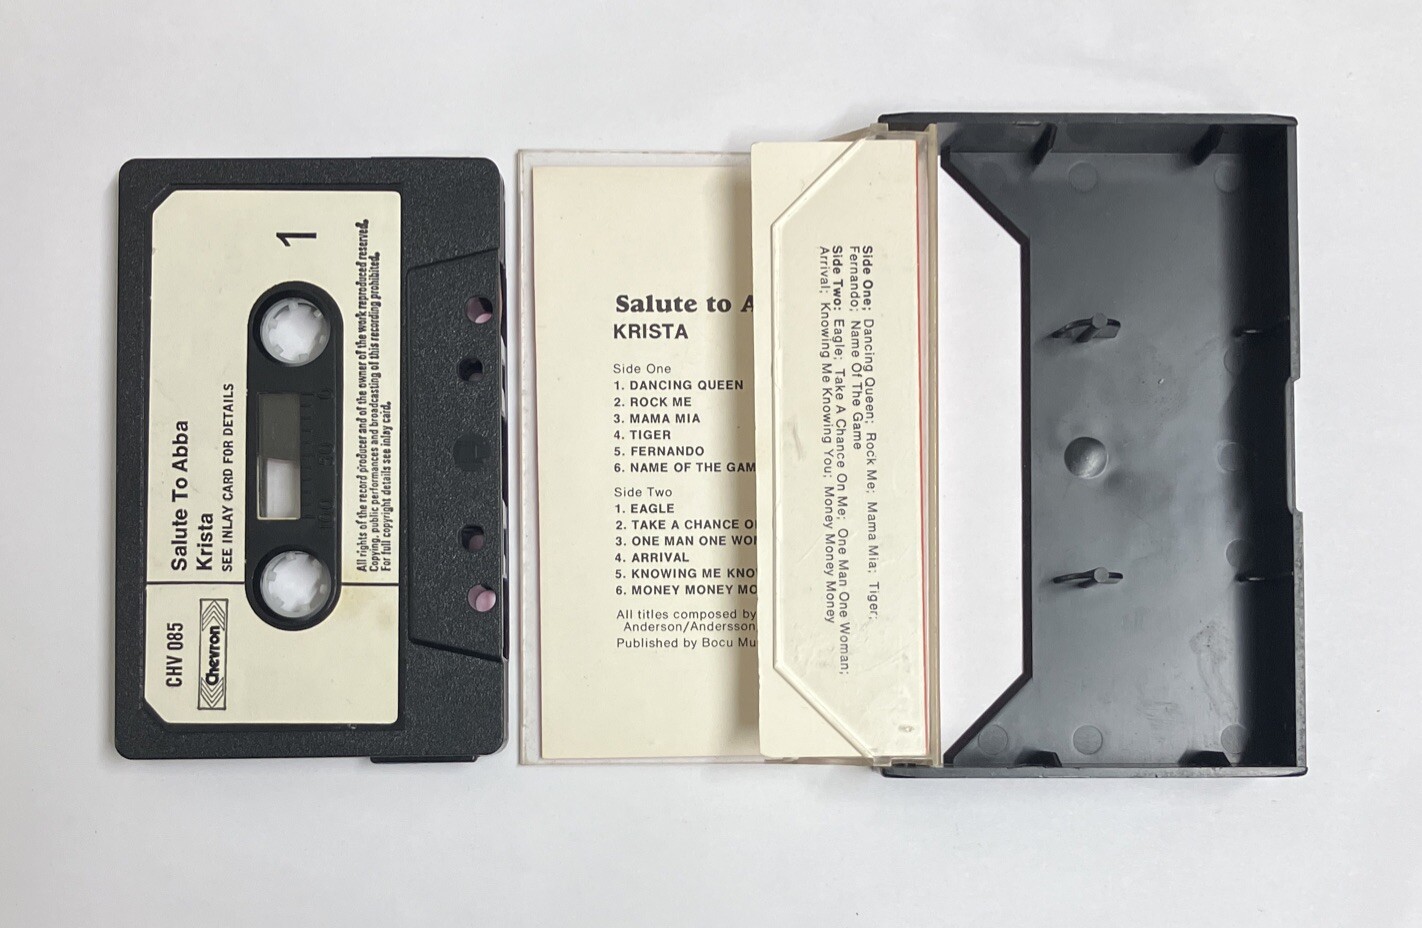 1
Salute To Abba
Krista
SEE INLAY CARD FOR DETAILS
All rights of the record producer and of the owner of the work reproduced reserved.
Copying, public performances and broadcasting of this recording prohibited.
For full copyright details see inlay card.
CHV 085
Chevron
0
50
100
Salute to A
KRISTA
Side One
1. DANCING QUEEN
2. ROCK ME
3. MAMA MIA
4. TIGER
5. FERNANDO
6. NAME OF THE GAM
Side Two
1. EAGLE
2. TAKE A CHANCE O
3. ONE MAN ONE WO
4. ARRIVAL
5. KNOWING ME KNO
6. MONEY MONEY MO
All titles composed by
Anderson/Andersson
Published by Bocu Mu
Side One; Dancing Queen; Rock Me; Mama Mia; Tiger;
Fernando; Name Of The Game
Side Two: Eagle; Take A Chance On Me; One Man One Woman;
Arrival; Knowing Me Knowing You; Money Money Money